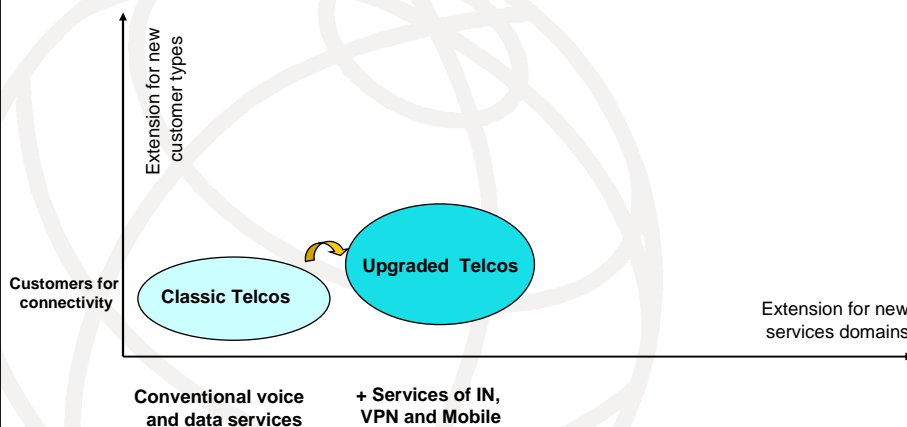 Extension for new
customer types
Classic Telcos
Upgraded  Telcos
Customers for
connectivity
Extension for new
services domains
Conventional voice
and data services
+ Services of IN,
VPN and Mobile